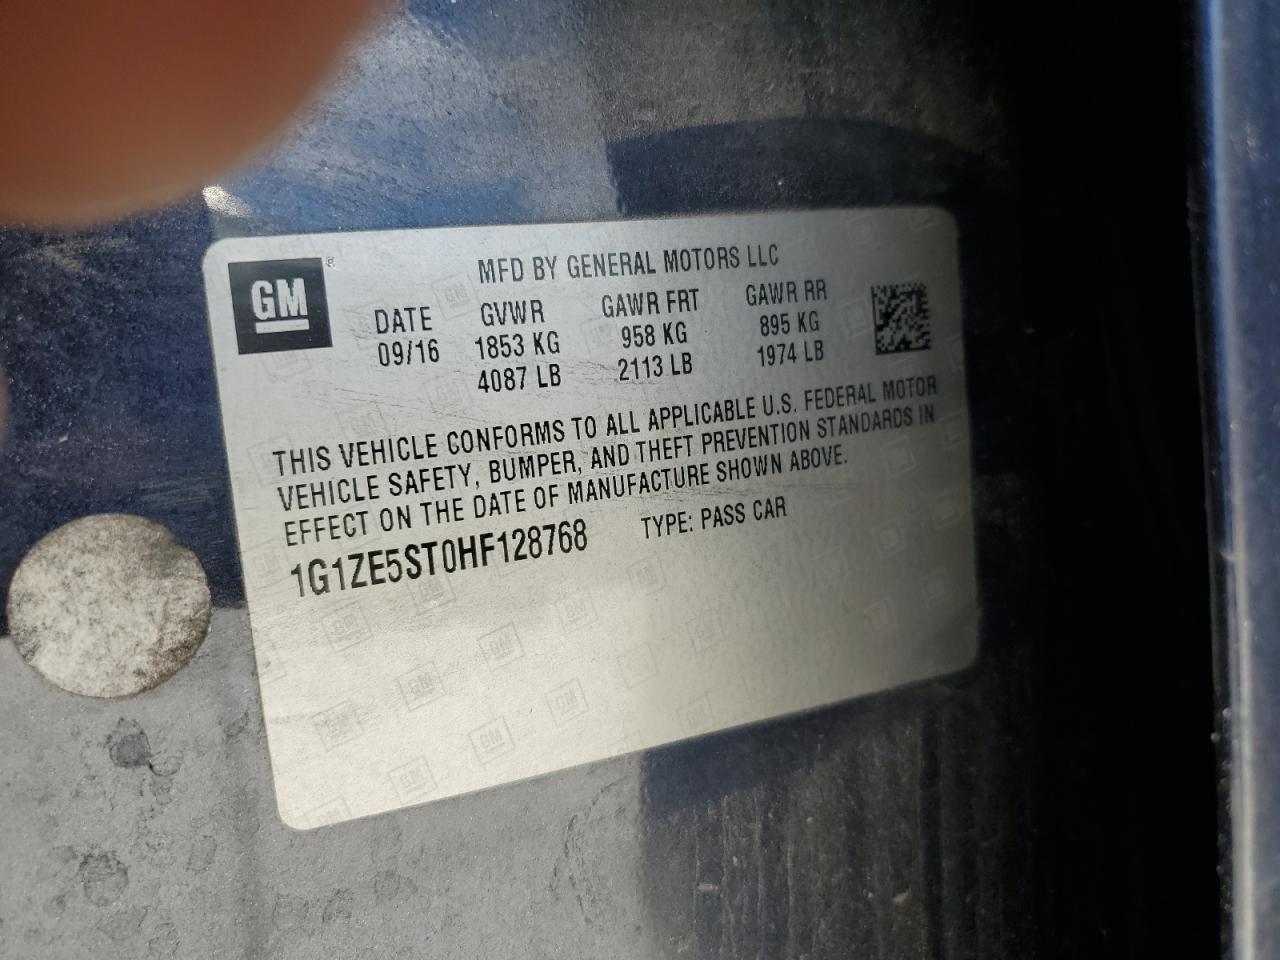 GM
MFD BY GENERAL MOTORS LLC
DATE GVWR GAWR FRT GAWR RR
09/16 1853 KG 958 KG 895 KG
4087 LB 2113 LB 1974 LB
THIS VEHICLE CONFORMS TO ALL APPLICABLE U.S. FEDERAL MOTOR
VEHICLE SAFETY, BUMPER, AND THEFT PREVENTION STANDARDS IN
EFFECT ON THE DATE OF MANUFACTURE SHOWN ABOVE.
1G1ZE5ST0HF128768 TYPE: PASS CAR